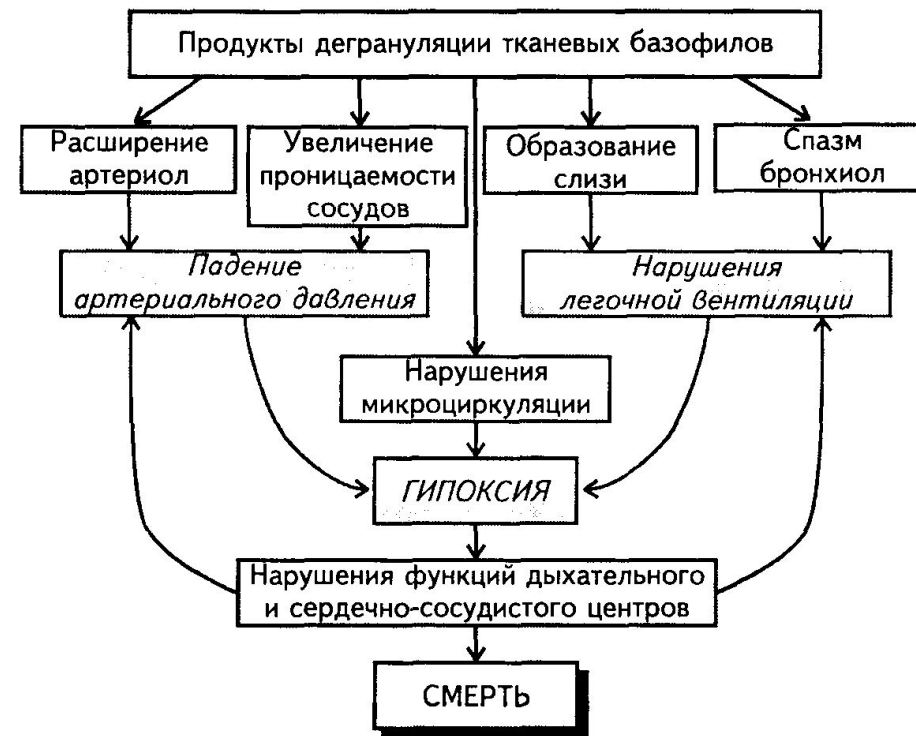 Продукты дегрануляции тканевых базофилов
Расширение
артериол
Увеличение
проницаемости
сосудов
Образование
слизи
Спазм
бронхиол
Падение
артериального давления
Нарушения
легочной вентиляции
Нарушения
микроциркуляции
ГИПОКСИЯ
Нарушения функций дыхательного
и сердечно-сосудистого центров
СМЕРТЬ